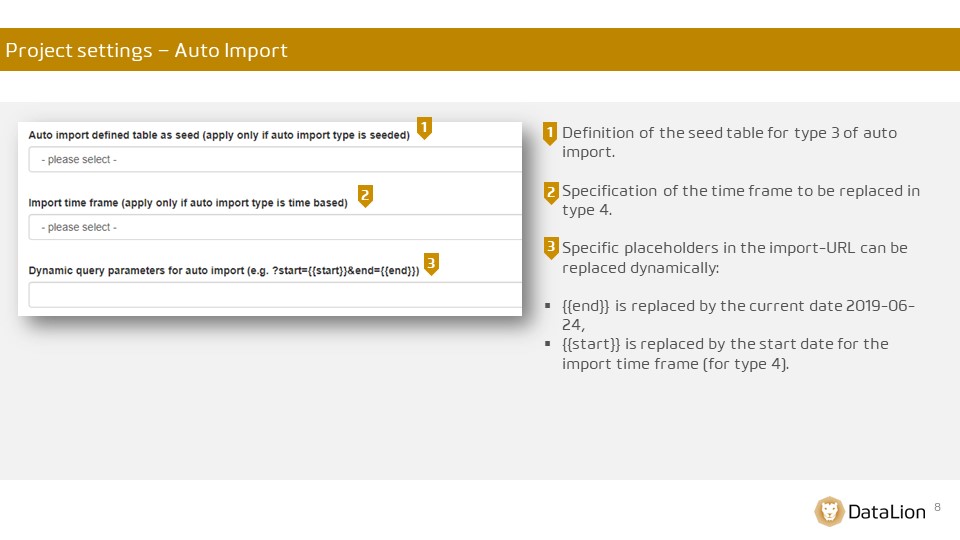 Project settings – Auto Import
Auto import defined table as seed (apply only if auto import type is seeded) 1
- please select -
Import time frame (apply only if auto import type is time based) 2
- please select -
Dynamic query parameters for auto import (e.g. ?start={{start}}&end={{end}}) 3
1 Definition of the seed table for type 3 of auto
import.
2 Specification of the time frame to be replaced in
type 4.
3 Specific placeholders in the import-URL can be
replaced dynamically:
▪ {{end}} is replaced by the current date 2019-06-
24,
▪ {{start}} is replaced by the start date for the
import time frame (for type 4).
DataLion 8